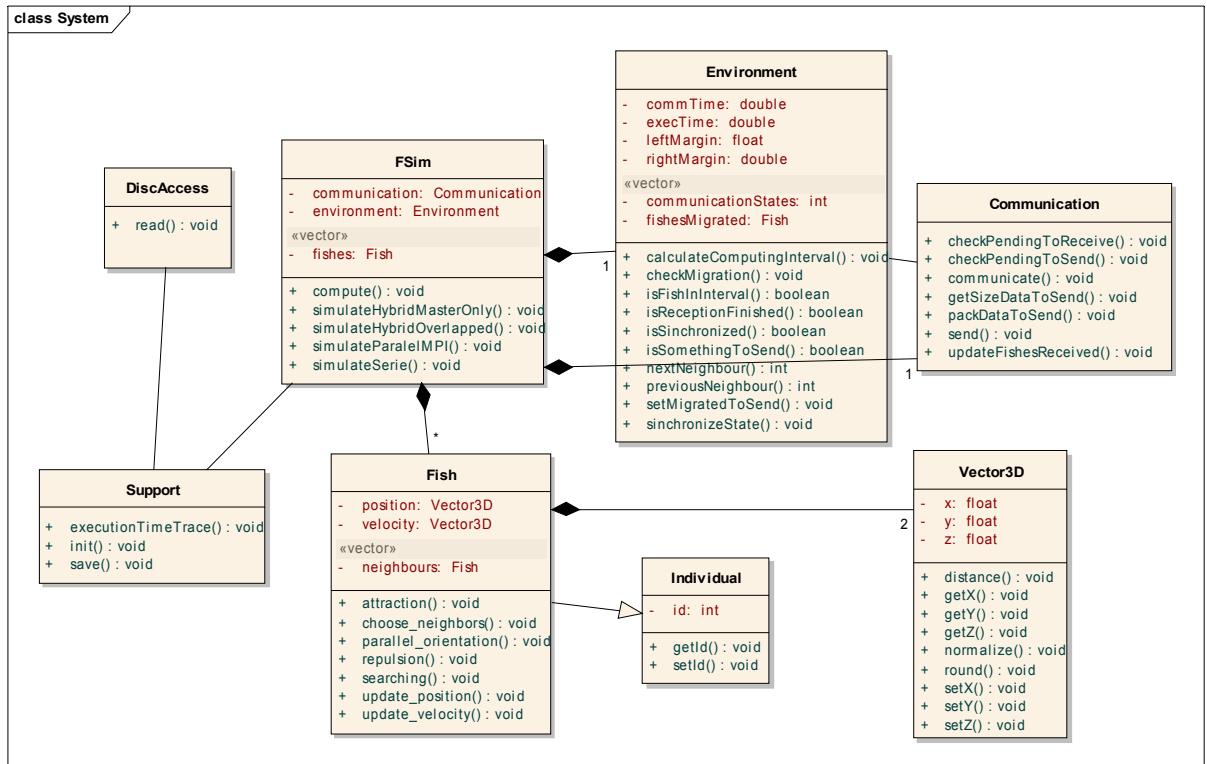 class System
DiscAccess
+ read() : void
FSim
- communication: Communication
- environment: Environment
«vector»
- fishes: Fish
+ compute() : void
+ simulateHybridMasterOnly() : void
+ simulateHybridOverlapped() : void
+ simulateParalelMPI() : void
+ simulateSerie() : void
Environment
- commTime: double
- execTime: double
- leftMargin: float
- rightMargin: double
«vector»
- communicationStates: int
- fishesMigrated: Fish
+ calculateComputingInterval() : void
+ checkMigration() : void
+ isFishInInterval() : boolean
+ isReceptionFinished() : boolean
+ isSinchronized() : boolean
+ isSomethingToSend() : boolean
+ nextNeighbour() : int
+ previousNeighbour() : int
+ setMigratedToSend() : void
+ sinchronizeState() : void
Communication
+ checkPendingToReceive() : void
+ checkPendingToSend() : void
+ communicate() : void
+ getSizeDataToSend() : void
+ packDataToSend() : void
+ send() : void
+ updateFishesReceived() : void
1
1
*
Support
+ executionTimeTrace() : void
+ init() : void
+ save() : void
Fish
- position: Vector3D
- velocity: Vector3D
«vector»
- neighbours: Fish
+ attraction() : void
+ choose_neighbors() : void
+ parallel_orientation() : void
+ repulsion() : void
+ searching() : void
+ update_position() : void
+ update_velocity() : void
Individual
- id: int
+ getId() : void
+ setId() : void
2
Vector3D
- x: float
- y: float
- z: float
+ distance() : void
+ getX() : void
+ getY() : void
+ getZ() : void
+ normalize() : void
+ round() : void
+ setX() : void
+ setY() : void
+ setZ() : void